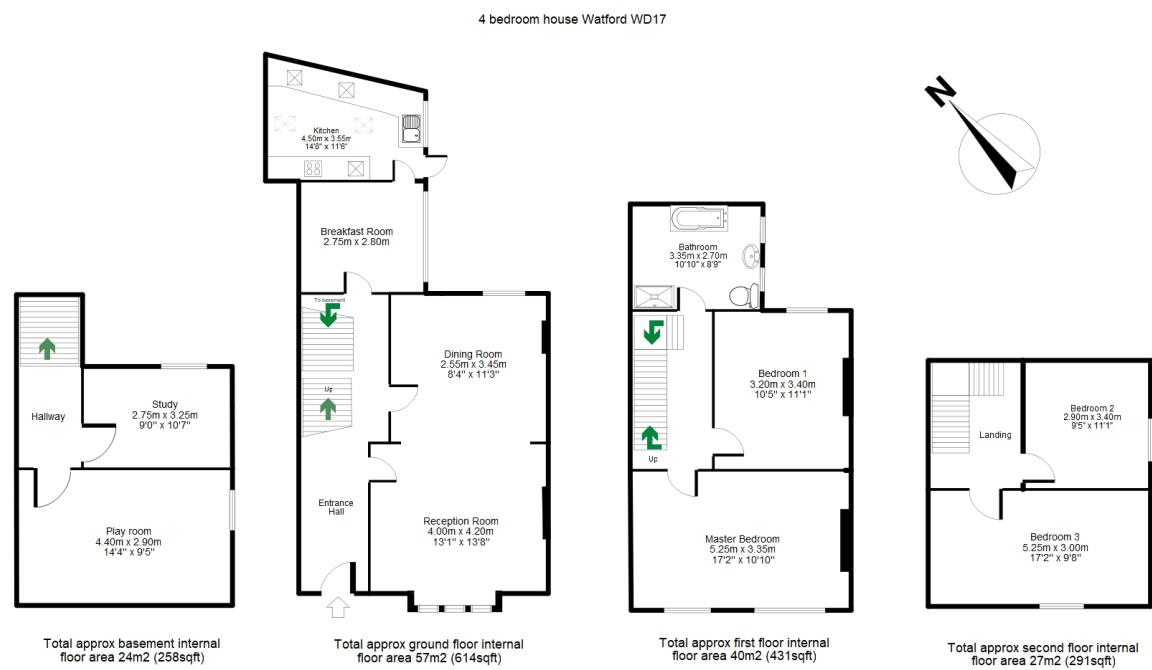 4 bedroom house Watford WD17
N
Kitchen
4.50m x 3.55m
14'8" x 11'6"
Breakfast Room
2.75m x 2.80m
To basement
Up
Dining Room
2.55m x 3.45m
8'4" x 11'3"
Entrance
Hall
Reception Room
4.00m x 4.20m
13'1" x 13'8"
Hallway
Study
2.75m x 3.25m
9'0" x 10'7"
Play room
4.40m x 2.90m
14'4" x 9'5"
Bathroom
3.35m x 2.70m
10'10" x 8'9"
Bedroom 1
3.20m x 3.40m
10'5" x 11'1"
Up
Master Bedroom
5.25m x 3.35m
17'2" x 10'10"
Bedroom 2
2.90m x 3.40m
9'5" x 11'1"
Landing
Bedroom 3
5.25m x 3.00m
17'2" x 9'8"
Total approx basement internal
floor area 24m2 (258sqft)
Total approx ground floor internal
floor area 57m2 (614sqft)
Total approx first floor internal
floor area 40m2 (431sqft)
Total approx second floor internal
floor area 27m2 (291sqft)